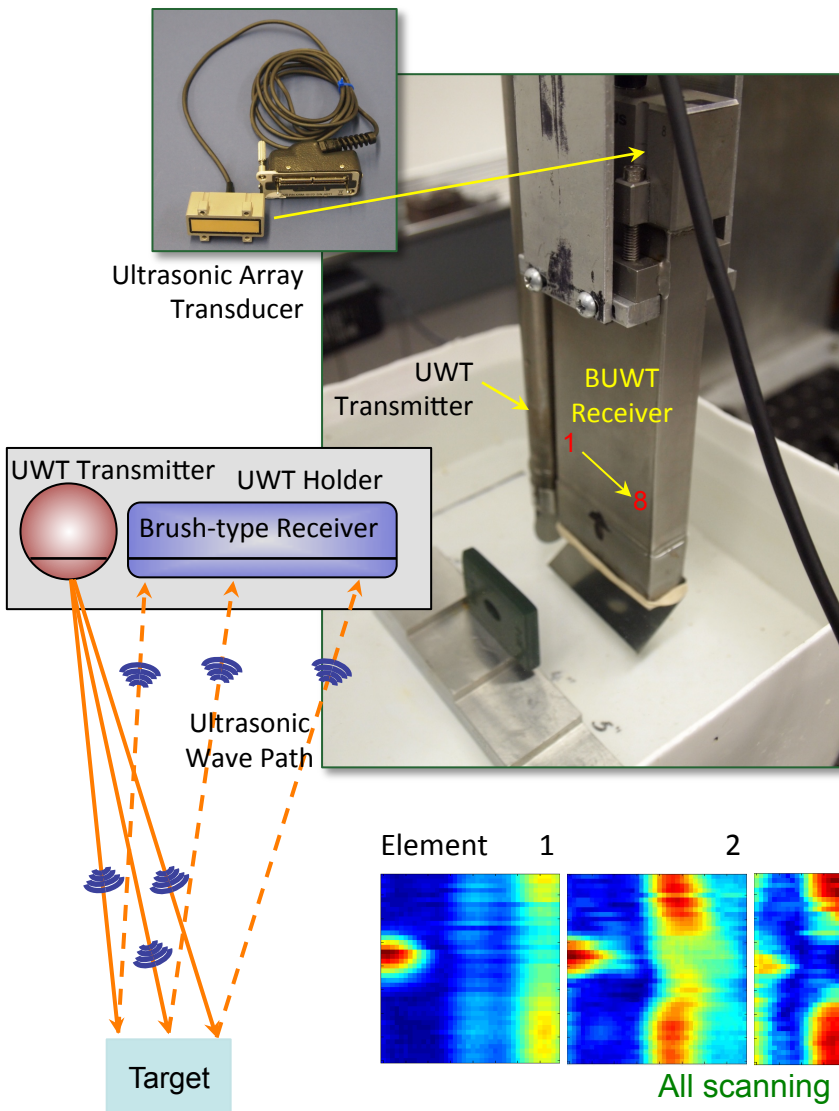 Ultrasonic Array
Transducer
UWT
Transmitter
BUWT
Receiver
1
8
UWT Transmitter
UWT Holder
Brush-type Receiver
Ultrasonic
Wave Path
5
Target
Element 1 2
All scanning